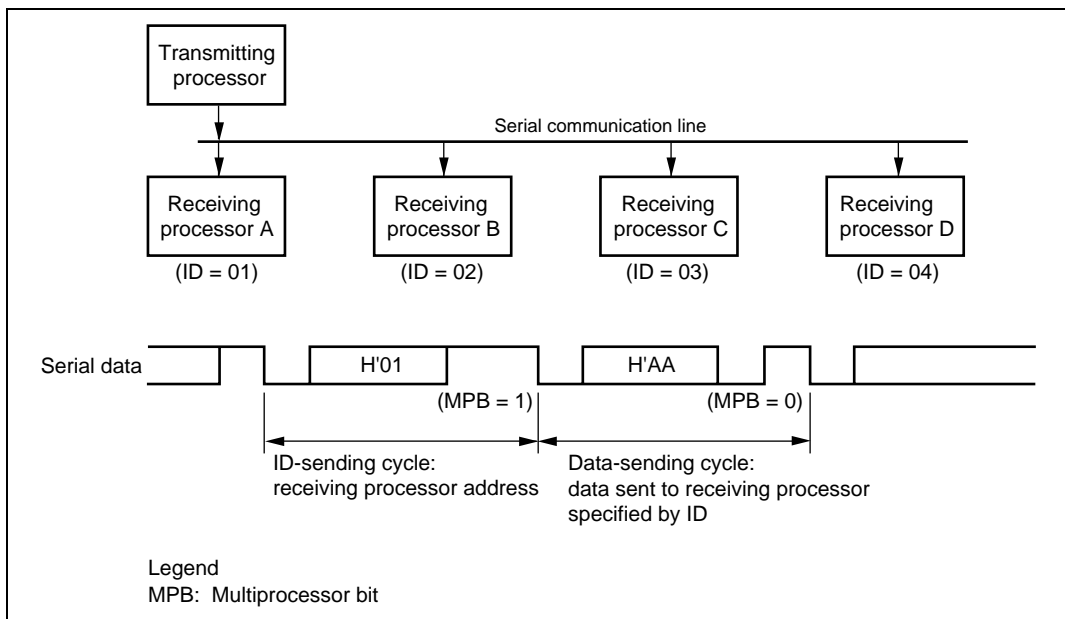 Transmitting
processor
Serial communication line
Receiving
processor A
(ID = 01)
Receiving
processor B
(ID = 02)
Receiving
processor C
(ID = 03)
Receiving
processor D
(ID = 04)
Serial data
H'01
H'AA
(MPB = 1)
(MPB = 0)
ID-sending cycle:
receiving processor address
Data-sending cycle:
data sent to receiving processor
specified by ID
Legend
MPB: Multiprocessor bit